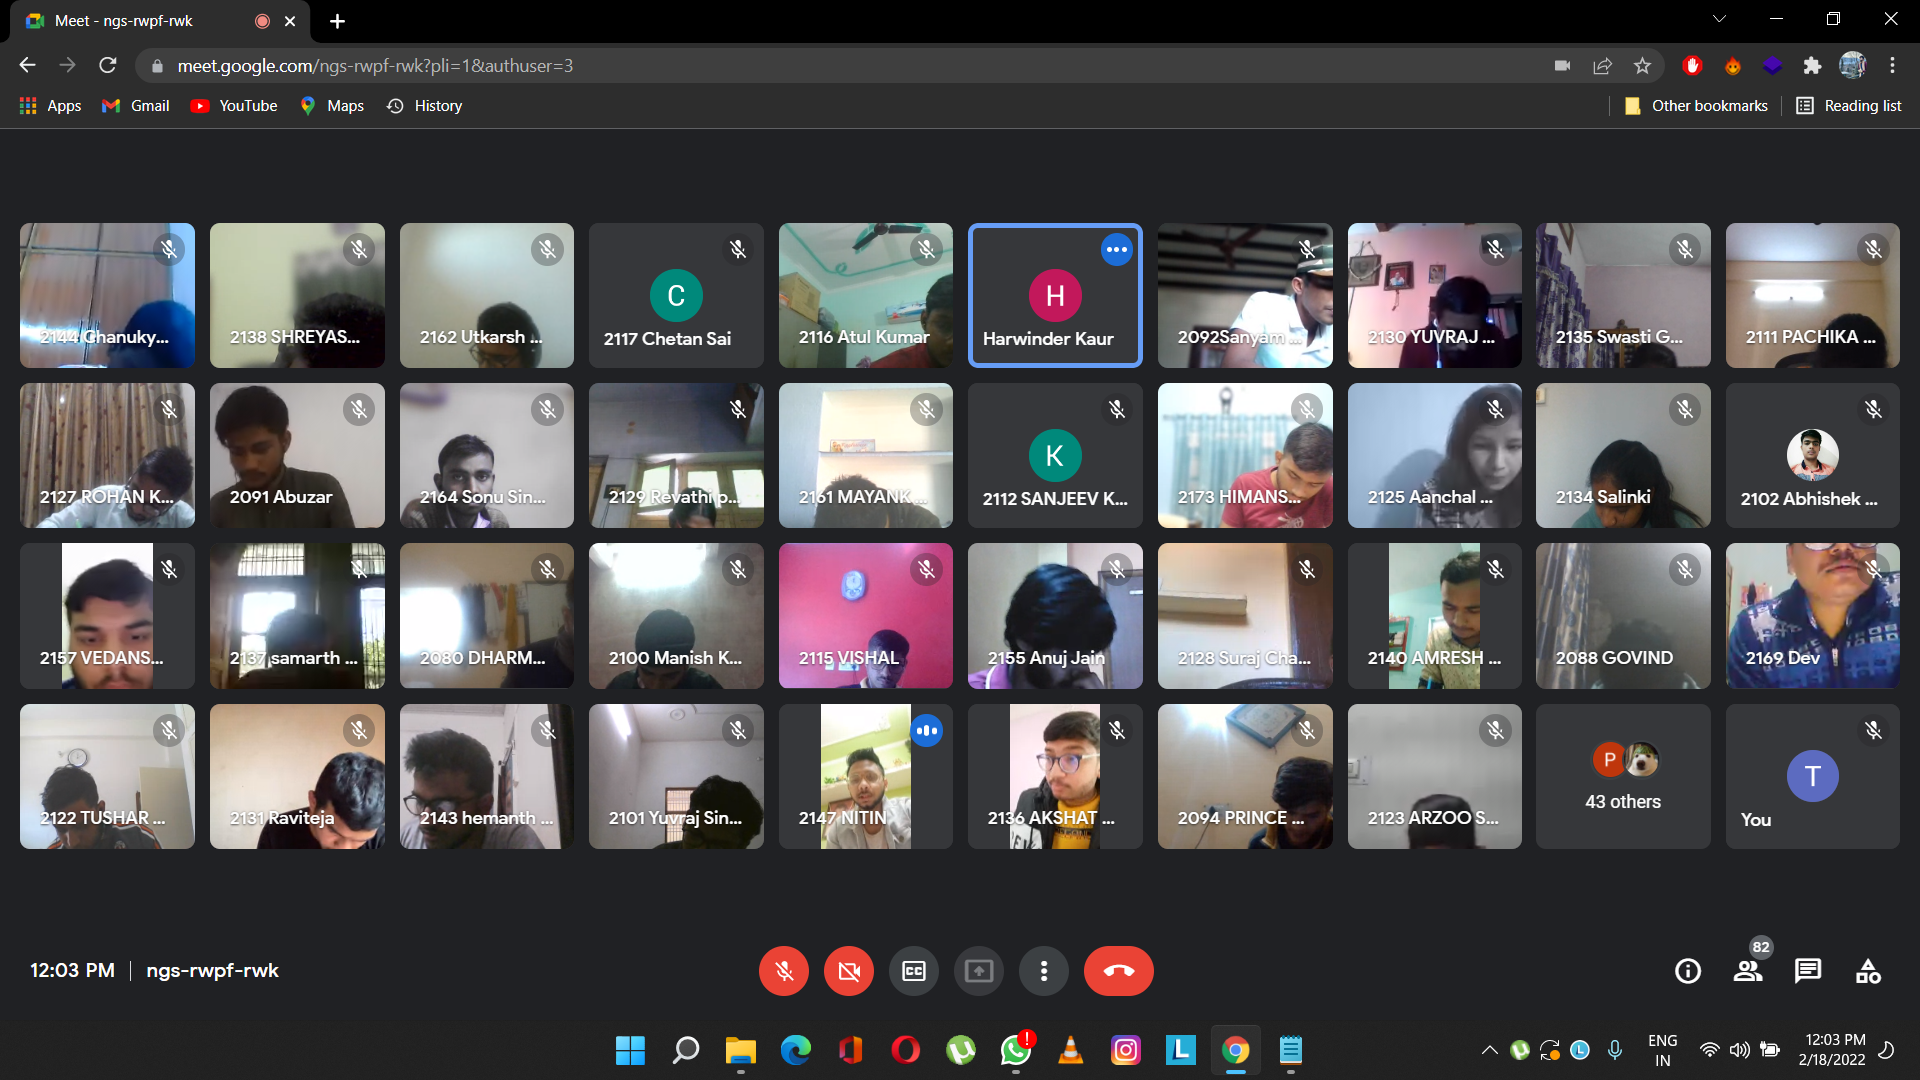 Meet - ngs-rwpf-rwk
meet.google.com/ngs-rwpf-rwk?pli=1&authuser=3
Apps Gmail YouTube Maps History Other bookmarks Reading list
2144 Chanuky...
2138 SHREYAS...
2162 Utkarsh ...
C
2117 Chetan Sai
2116 Atul Kumar
H
Harwinder Kaur
2092Sanyam ...
2130 YUVRAJ ...
2135 Swasti G...
2111 PACHIKA ...
2127 ROHAN K...
2091 Abuzar
2164 Sonu Sin...
2129 Revathi p...
2161 MAYANK ...
K
2112 SANJEEV K...
2173 HIMANS...
2125 Aanchal ...
2134 Salinki
2102 Abhishek ...
2157 VEDANS...
2137 samarth ...
2080 DHARM...
2100 Manish K...
2115 VISHAL
2155 Anuj Jain
2128 Suraj Cha...
2140 AMRESH ...
2088 GOVIND
2169 Dev
2122 TUSHAR ...
2131 Raviteja
2143 hemanth ...
2101 Yuvraj Sin...
2147 NITIN
2136 AKSHAT ...
2094 PRINCE ...
2123 ARZOO S...
P
43 others
T
You
12:03 PM | ngs-rwpf-rwk
CC
82
ENG
IN
12:03 PM
2/18/2022